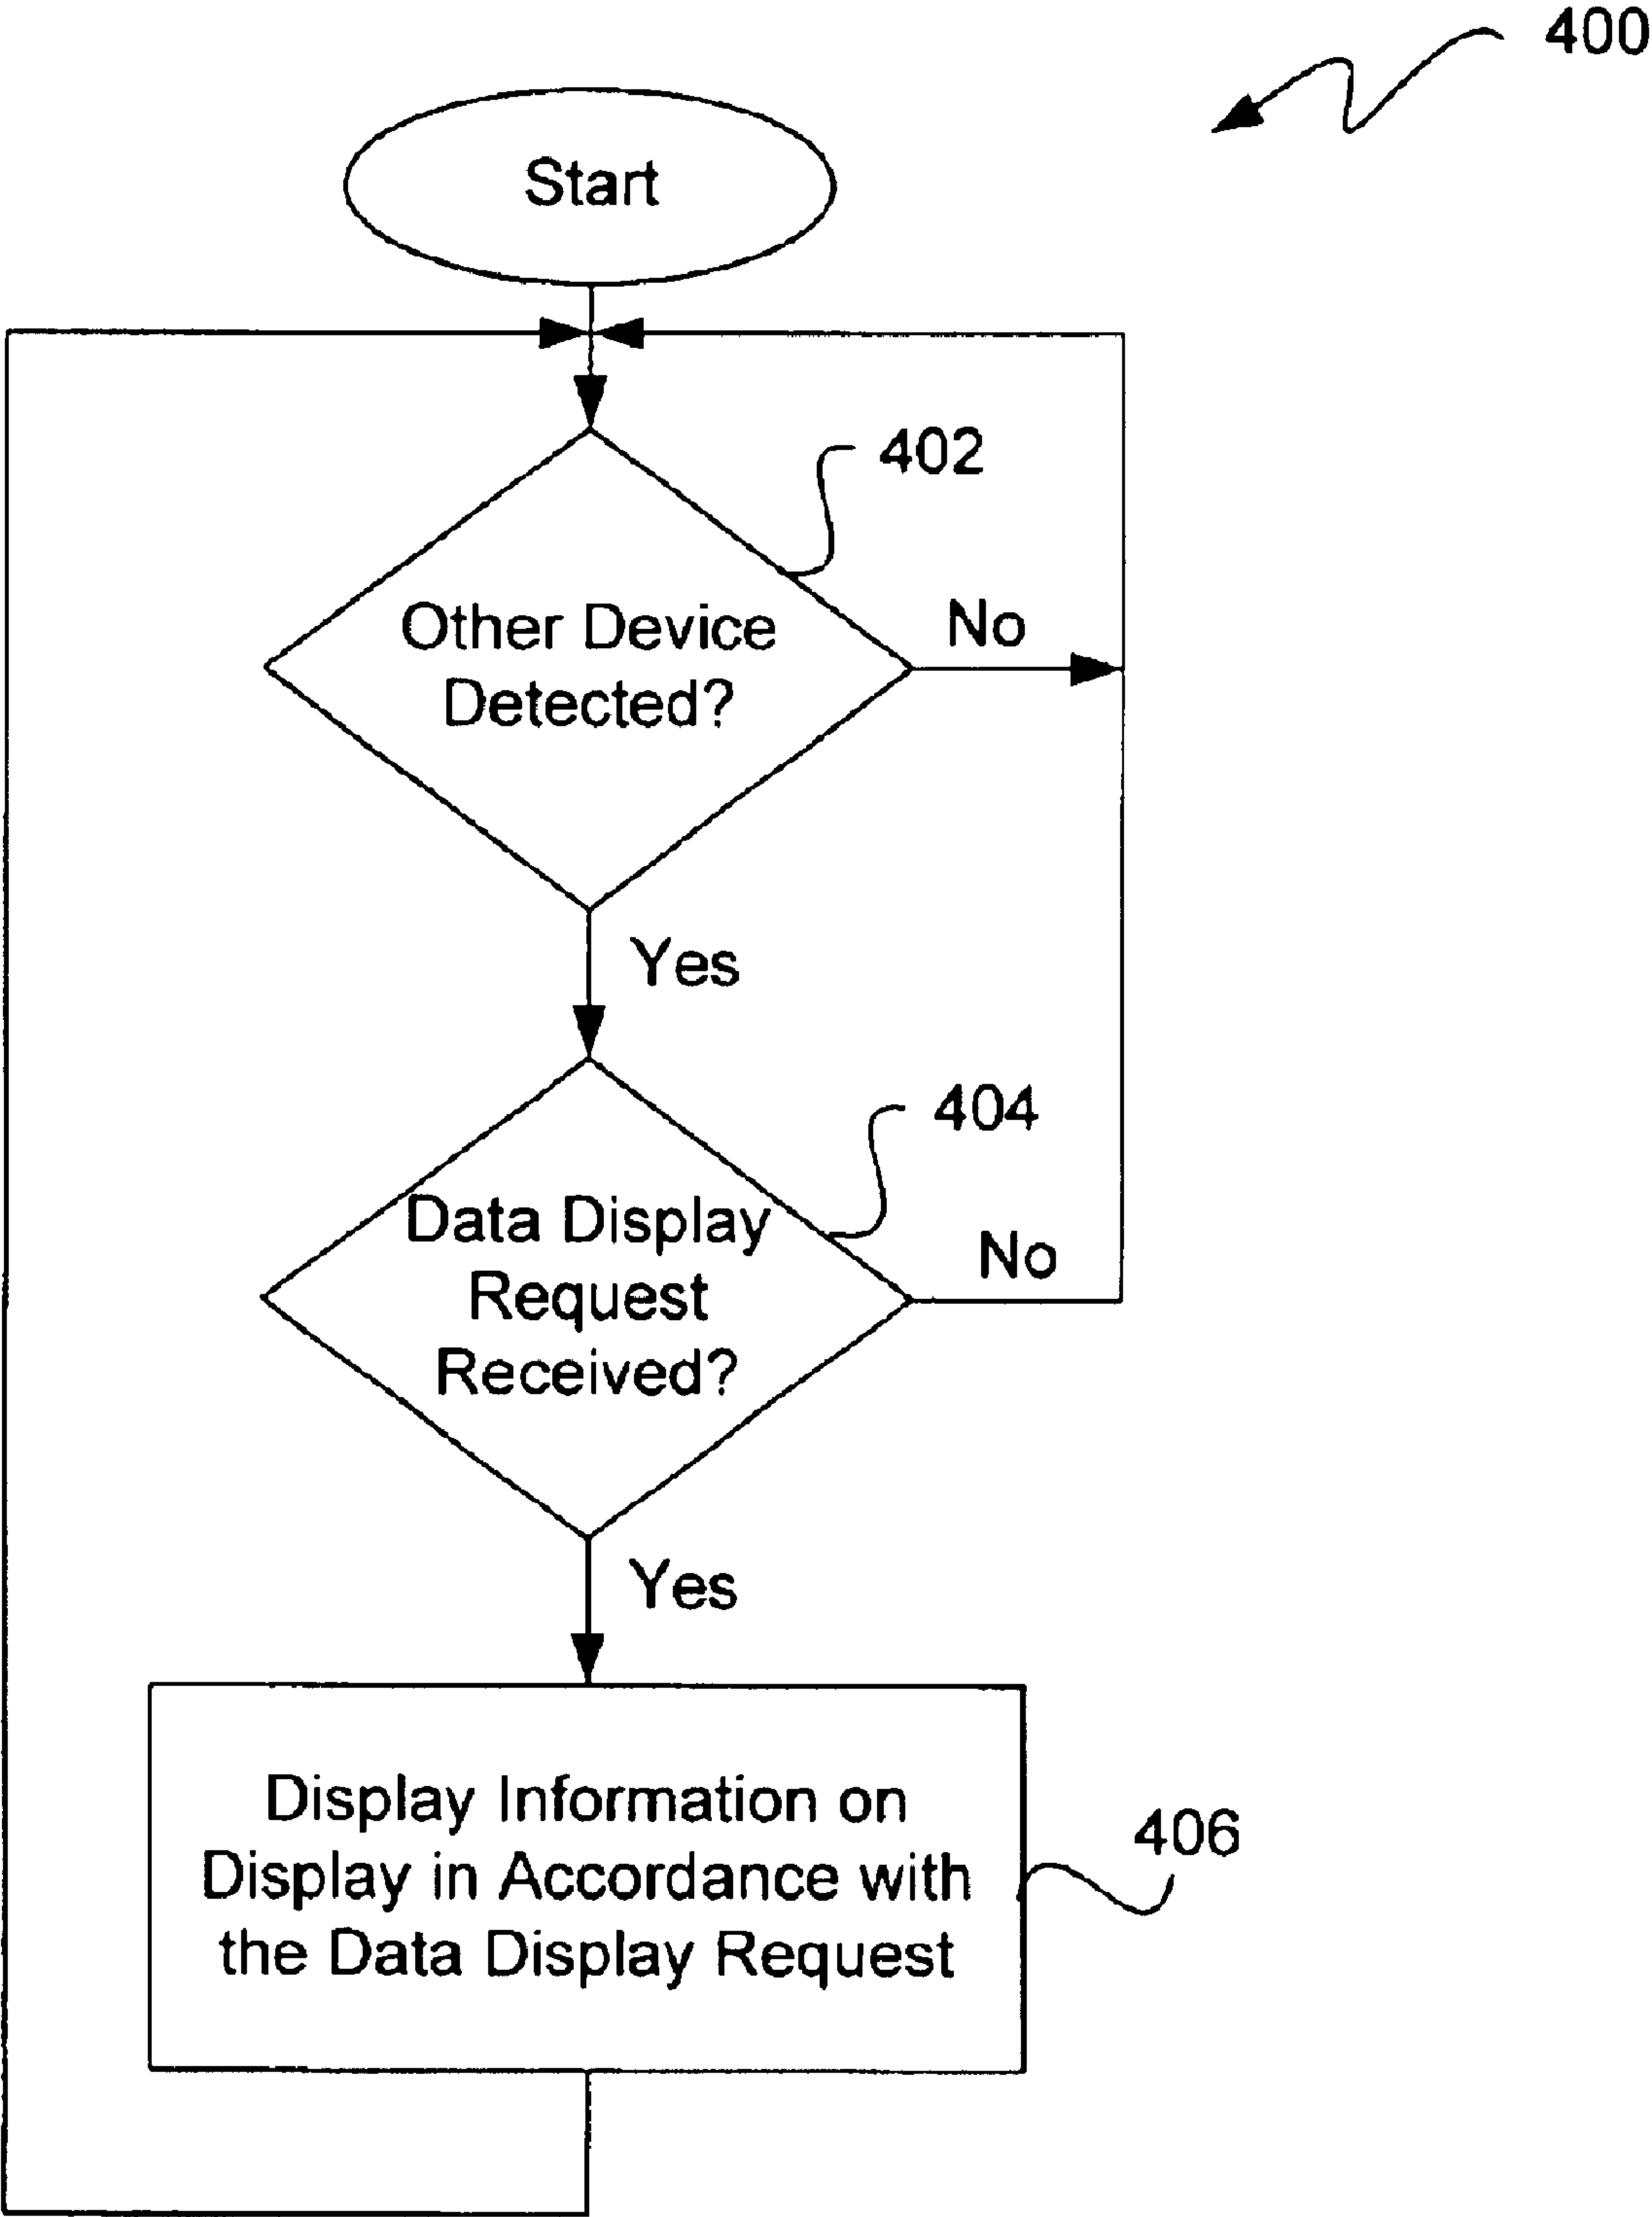 400
Start
402
Other Device
Detected?
No
Yes
404
Data Display
Request
Received?
No
Yes
Display Information on
Display in Accordance with
the Data Display Request
406